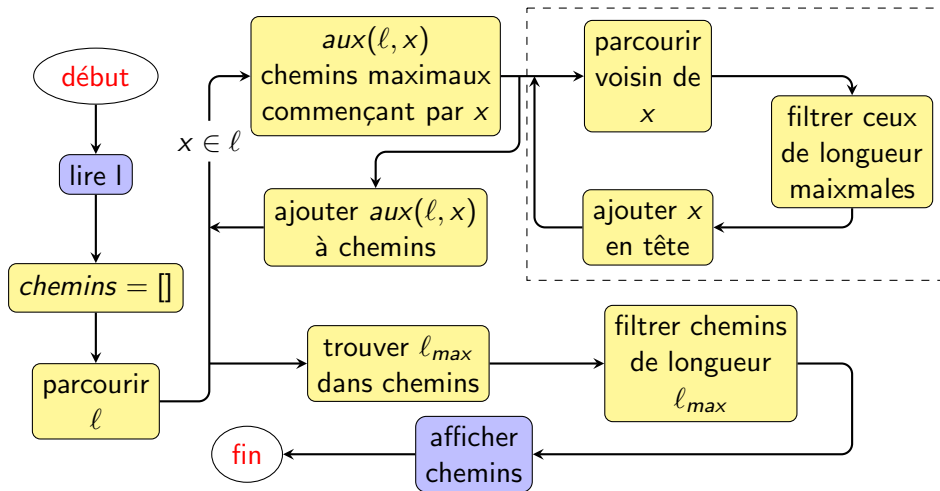 début
lire l
chemins = []
parcourir
ℓ
x ∈ ℓ
aux(ℓ, x)
chemins maximaux
commençant par x
ajouter aux(ℓ, x)
à chemins
parcourir
voisin de
x
filtrer ceux
de longueur
maixmales
ajouter x
en tête
trouver ℓmax
dans chemins
filtrer chemins
de longueur
ℓmax
afficher
chemins
fin